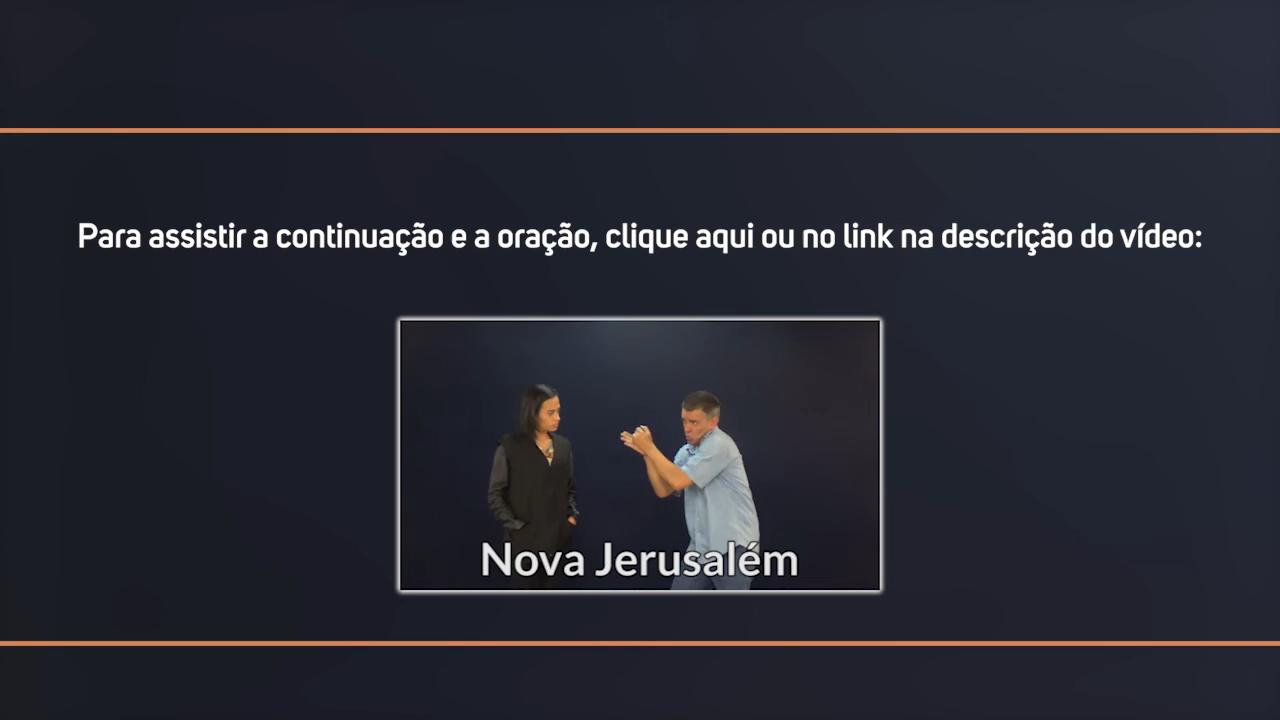 Para assistir a continuação e a oração, clique aqui ou no link na descrição do vídeo:
Nova Jerusalém